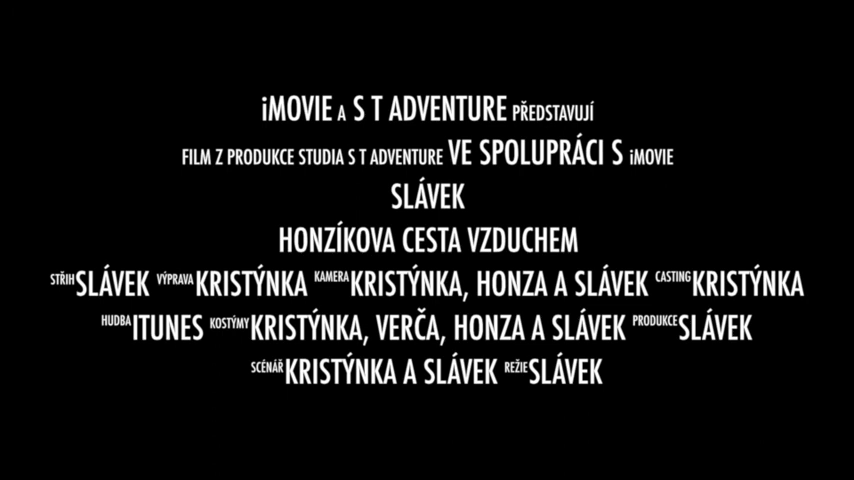 iMOVIE A S T ADVENTURE PŘEDSTAVUJÍ
FILM Z PRODUKCE STUDIA S T ADVENTURE VE SPOLUPRÁCI S iMOVIE
SLÁVEK
HONZÍKOVA CESTA VZDUCHEM
STŘIH SLÁVEK VÝPRAVA KRISTÝNKA KAMERA KRISTÝNKA, HONZA A SLÁVEK CASTING KRISTÝNKA
HUDBA ITUNES KOSTÝMY KRISTÝNKA, VERČA, HONZA A SLÁVEK PRODUKCE SLÁVEK
SCÉNÁŘ KRISTÝNKA A SLÁVEK REŽIE SLÁVEK